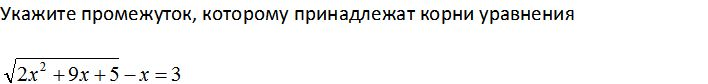 Укажите промежуток, которому принадлежат корни уравнения
√(2x² + 9x + 5) − x = 3